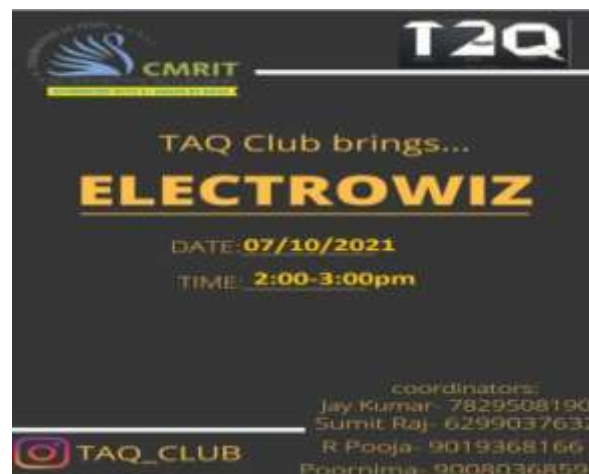 CMRIT
T2Q
TAQ Club brings...
ELECTROWIZ
DATE: 07/10/2021
TIME: 2:00-3:00pm
coordinators:
Jay Kumar- 7829508190
Sumit Raj- 6299037632
R Pooja- 9019368166
TAQ_CLUB
Poornima-